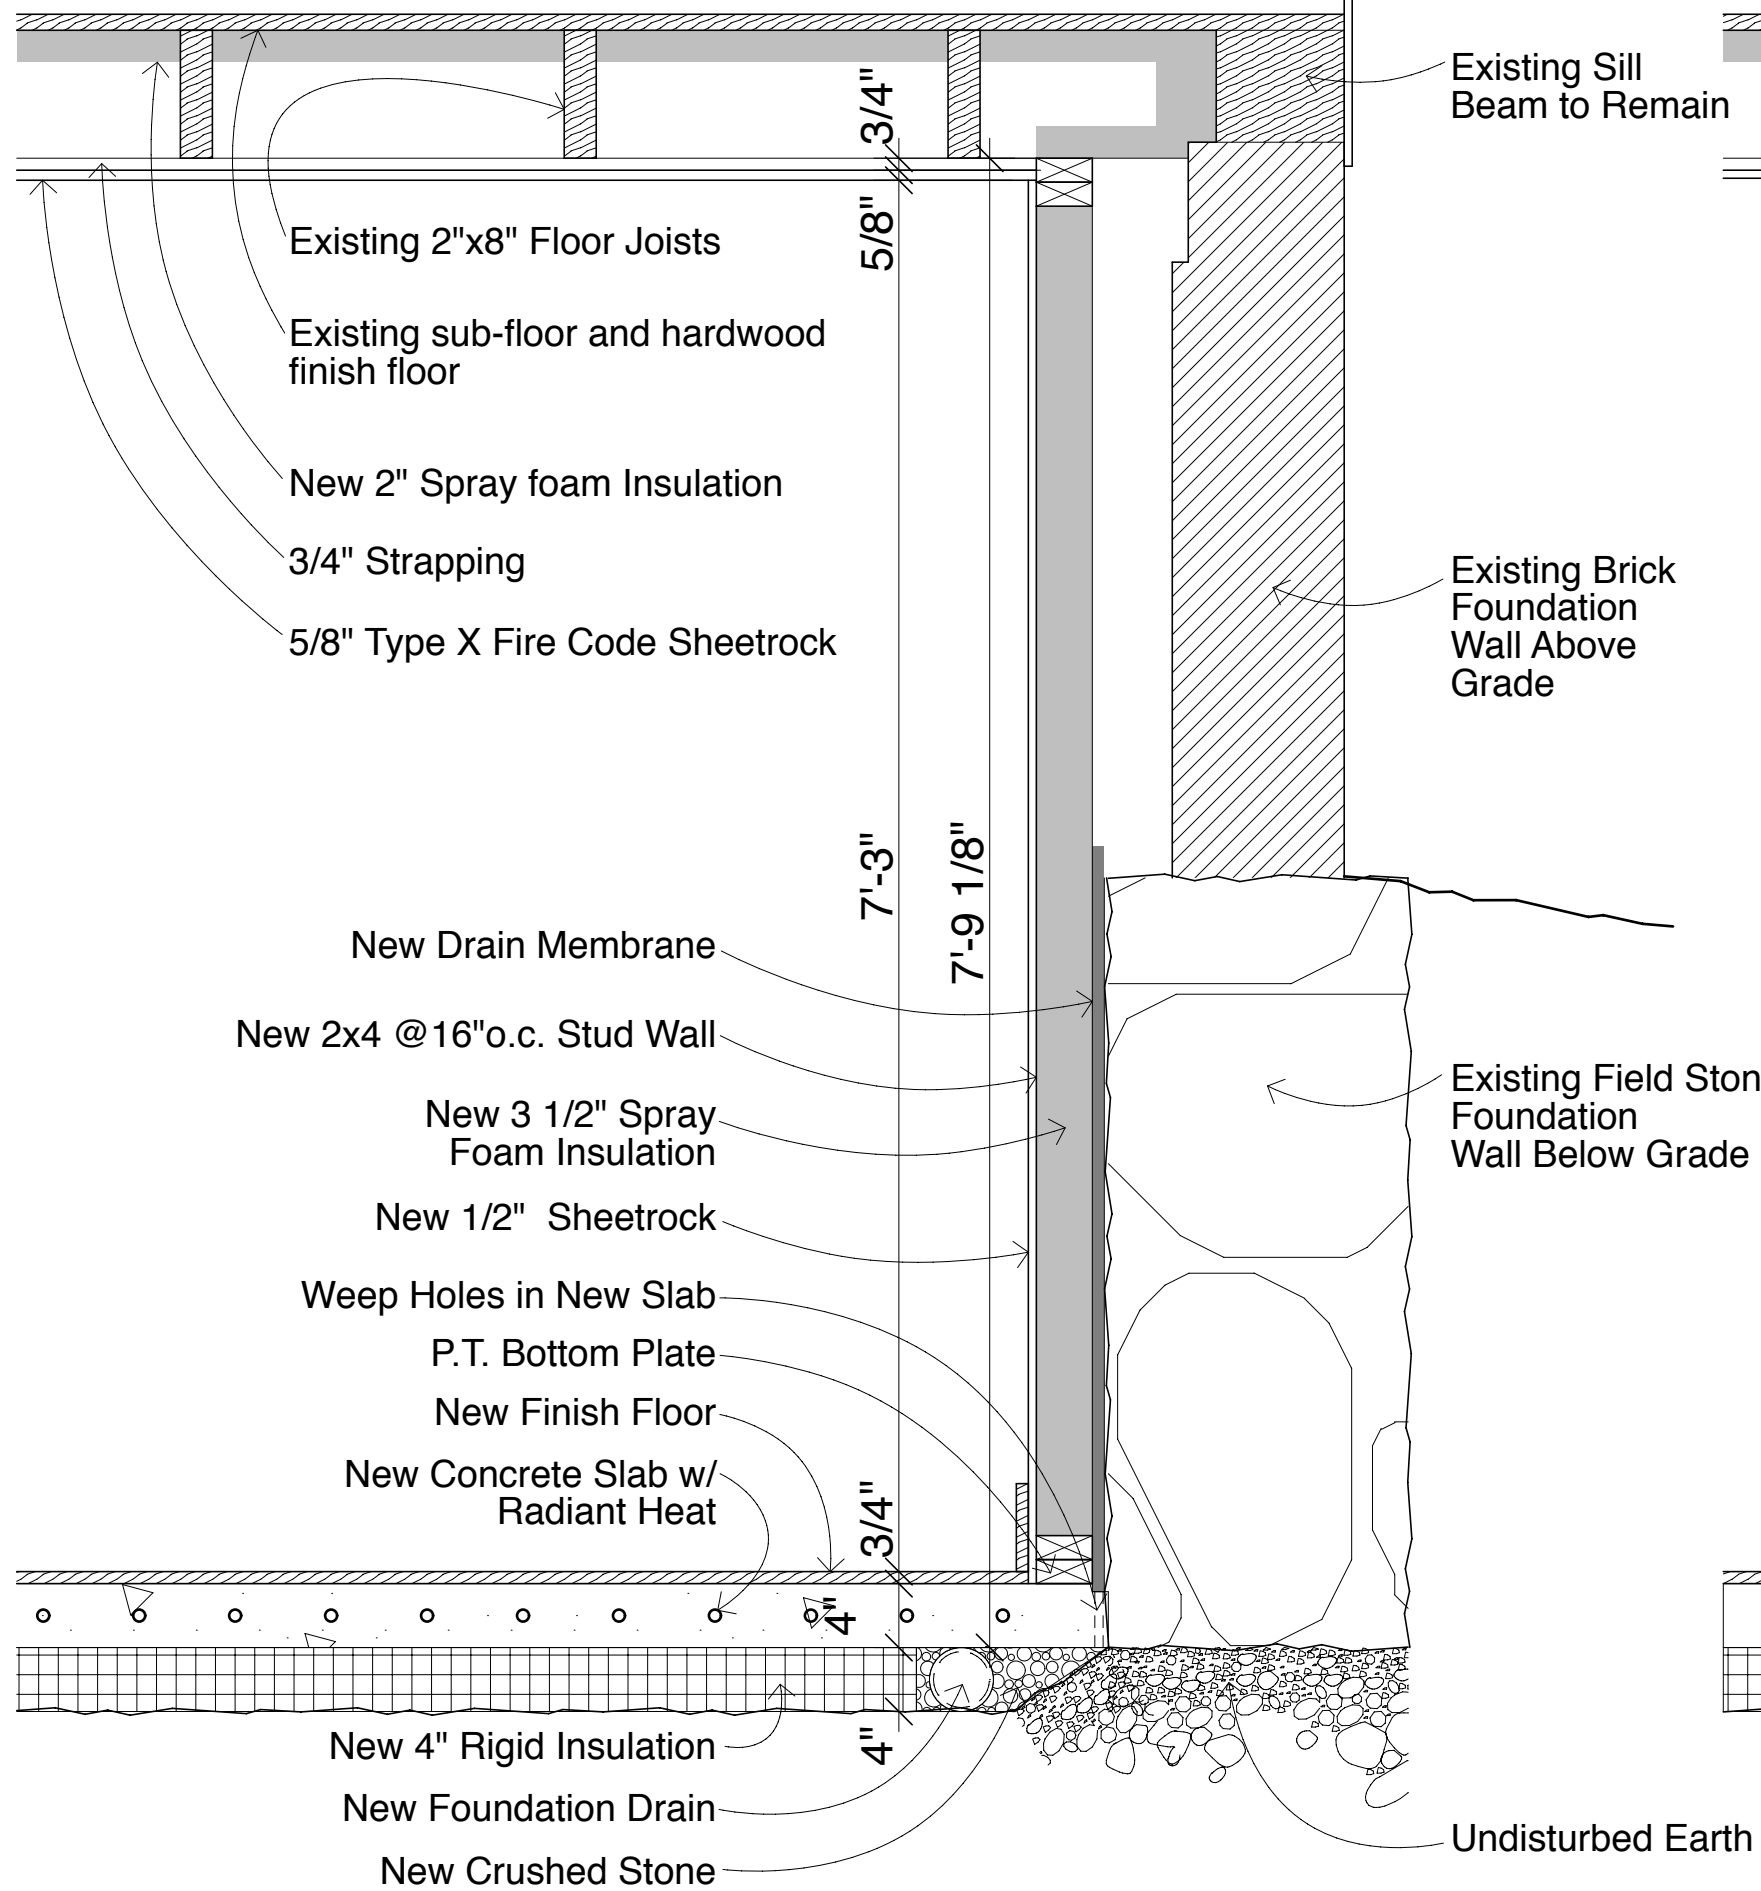 3/4"
Existing Sill
Beam to Remain
5/8"
Existing 2"x8" Floor Joists
Existing sub-floor and hardwood
finish floor
New 2" Spray foam Insulation
3/4" Strapping
5/8" Type X Fire Code Sheetrock
Existing Brick
Foundation
Wall Above
Grade
7'-3"
7'-9 1/8"
New Drain Membrane
New 2x4 @16"o.c. Stud Wall
New 3 1/2" Spray
Foam Insulation
New 1/2" Sheetrock
Existing Field Ston
Foundation
Wall Below Grade
Weep Holes in New Slab
P.T. Bottom Plate
New Finish Floor
New Concrete Slab w/
Radiant Heat
3/4"
4"
4"
New 4" Rigid Insulation
New Foundation Drain
New Crushed Stone
Undisturbed Earth